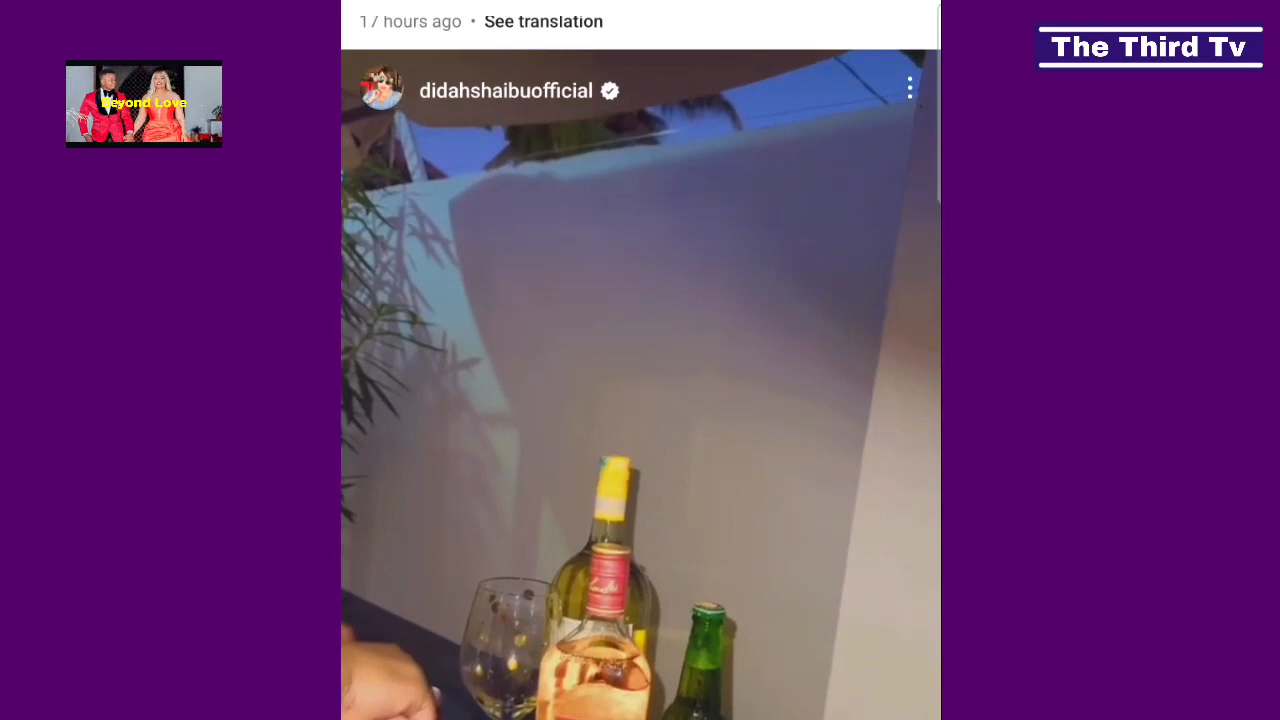 17 hours ago • See translation
The Third Tv
didahshaibuofficial
Beyond Love